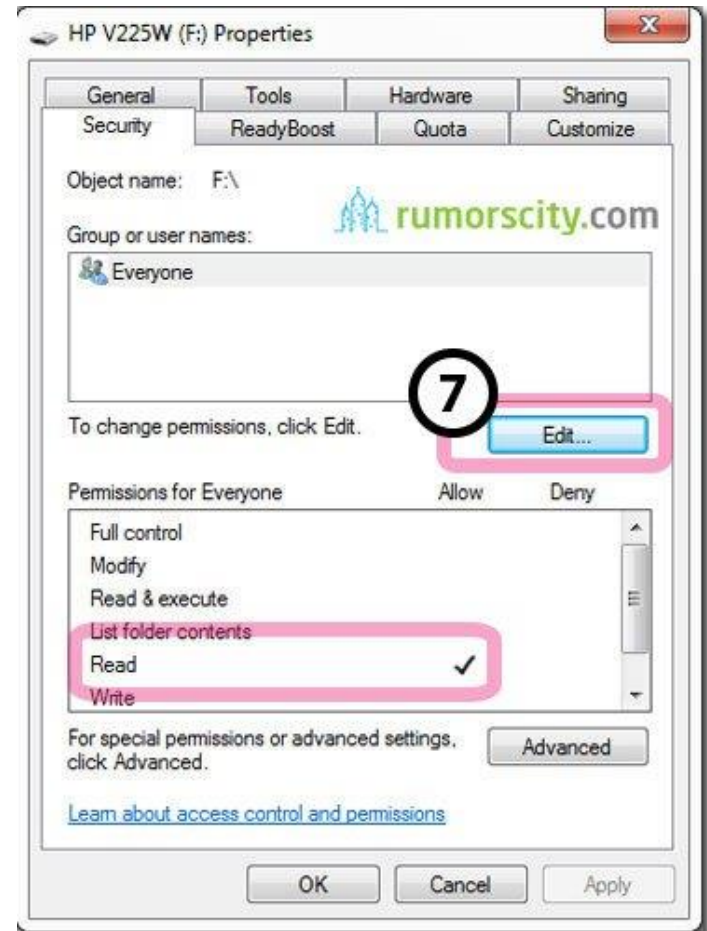 HP V225W (F:) Properties
General Tools Hardware Sharing
Security ReadyBoost Quota Customize
Object name: F:\
rumorscity.com
Group or user names:
Everyone
7
To change permissions, click Edit.
Edit...
Permissions for Everyone Allow Deny
Full control
Modify
Read & execute
List folder contents
Read
Write
For special permissions or advanced settings,
click Advanced.
Advanced
Learn about access control and permissions
OK Cancel Apply